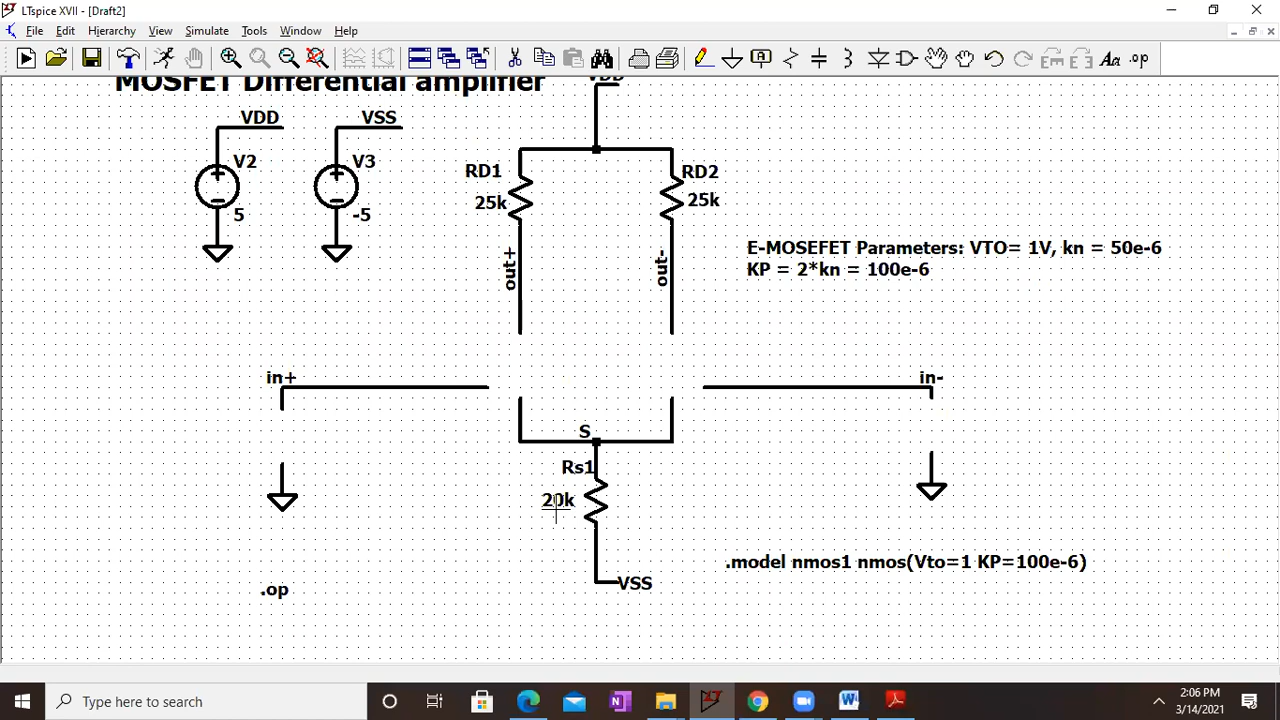 LTspice XVII - [Draft2]
File Edit Hierarchy View Simulate Tools Window Help
.op
MOSFET Differential amplifier
VDD
VDD VSS
V2 V3
5 -5
RD1 RD2
25k 25k
out+ out-
E-MOSEFET Parameters: VTO= 1V, kn = 50e-6
KP = 2*kn = 100e-6
in+ in-
S
Rs1
20k
.model nmos1 nmos(Vto=1 KP=100e-6)
.op
VSS
Type here to search
2:06 PM
3/14/2021